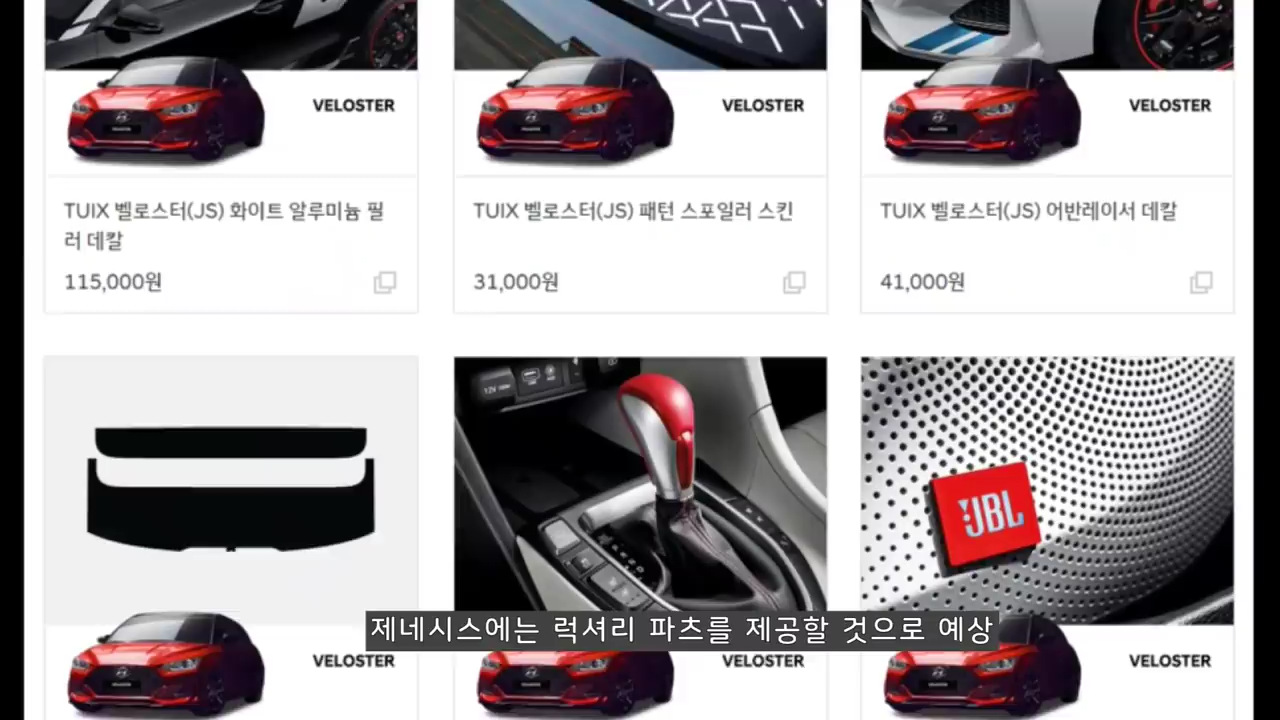 VELOSTER
VELOSTER
VELOSTER
TUIX 벨로스터(JS) 화이트 알루미늄 필
러 데칼
115,000원
TUIX 벨로스터(JS) 패턴 스포일러 스킨
31,000원
TUIX 벨로스터(JS) 어반레이서 데칼
41,000원
12V
JBL
제네시스에는 럭셔리 파츠를 제공할 것으로 예상
VELOSTER
VELOSTER
VELOSTER